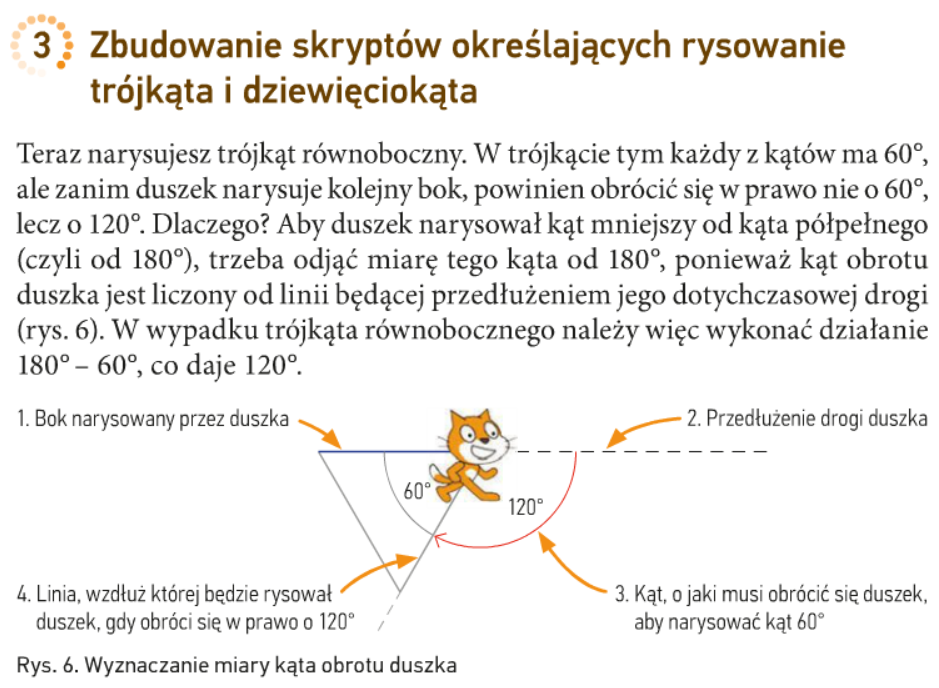 3 Zbudowanie skryptów określających rysowanie
trójkąta i dziewięciokąta
Teraz narysujesz trójkąt równoboczny. W trójkącie tym każdy z kątów ma 60°,
ale zanim duszek narysuje kolejny bok, powinien obrócić się w prawo nie o 60°,
lecz o 120°. Dlaczego? Aby duszek narysował kąt mniejszy od kąta półpełnego
(czyli od 180°), trzeba odjąć miarę tego kąta od 180°, ponieważ kąt obrotu
duszka jest liczony od linii będącej przedłużeniem jego dotychczasowej drogi
(rys. 6). W wypadku trójkąta równobocznego należy więc wykonać działanie
180° – 60°, co daje 120°.
1. Bok narysowany przez duszka
2. Przedłużenie drogi duszka
60°
120°
4. Linia, wzdłuż której będzie rysował
duszek, gdy obróci się w prawo o 120°
3. Kąt, o jaki musi obrócić się duszek,
aby narysować kąt 60°
Rys. 6. Wyznaczanie miary kąta obrotu duszka